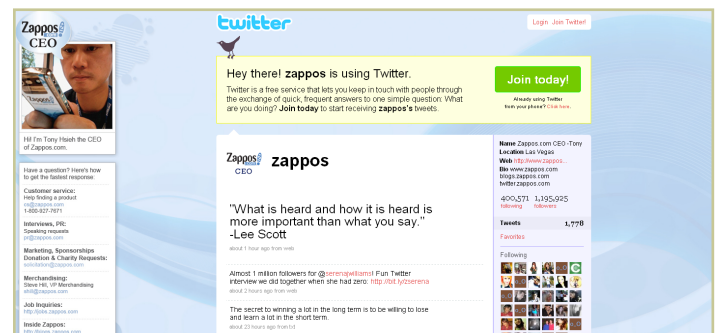 Zappos
CEO
Hi! I'm Tony Hsieh the CEO
of Zappos.com.
Have a question? Here's how
to get the fastest response:
Customer service:
Help finding a product
1-800-927-7671
Interviews, PR:
Speaking requests
pr@zappos.com
Marketing, Sponsorships
Donation & Charity Requests:
Merchandising:
Steve Hill, VP Merchandising
Job Inquiries:
http://jobs.zappos.com
Inside Zappos:
twitter
Login Join Twitter!
Hey there! zappos is using Twitter.
Twitter is a free service that lets you keep in touch with people through
the exchange of quick, frequent answers to one simple question: What
are you doing? Join today to start receiving zappos's tweets.
Join today!
Already using Twitter
from your phone? Click here.
Zappos
CEO
zappos
"What is heard and how it is heard is
more important than what you say."
-Lee Scott
about 1 hour ago from web
Almost 1 million followers for @serenajwilliams! Fun Twitter
interview we did together when she had zero: http://bit.ly/zserena
about 2 hours ago from web
The secret to winning a lot in the long term is to be willing to lose
and learn a lot in the short term.
about 23 hours ago from txt
Name Zappos.com CEO -Tony
Location Las Vegas
Web http://www.zappos...
Bio www.zappos.com
blogs.zappos.com
twitter.zappos.com
400,571 1,195,925
following followers
Tweets 1,778
Favorites
Following